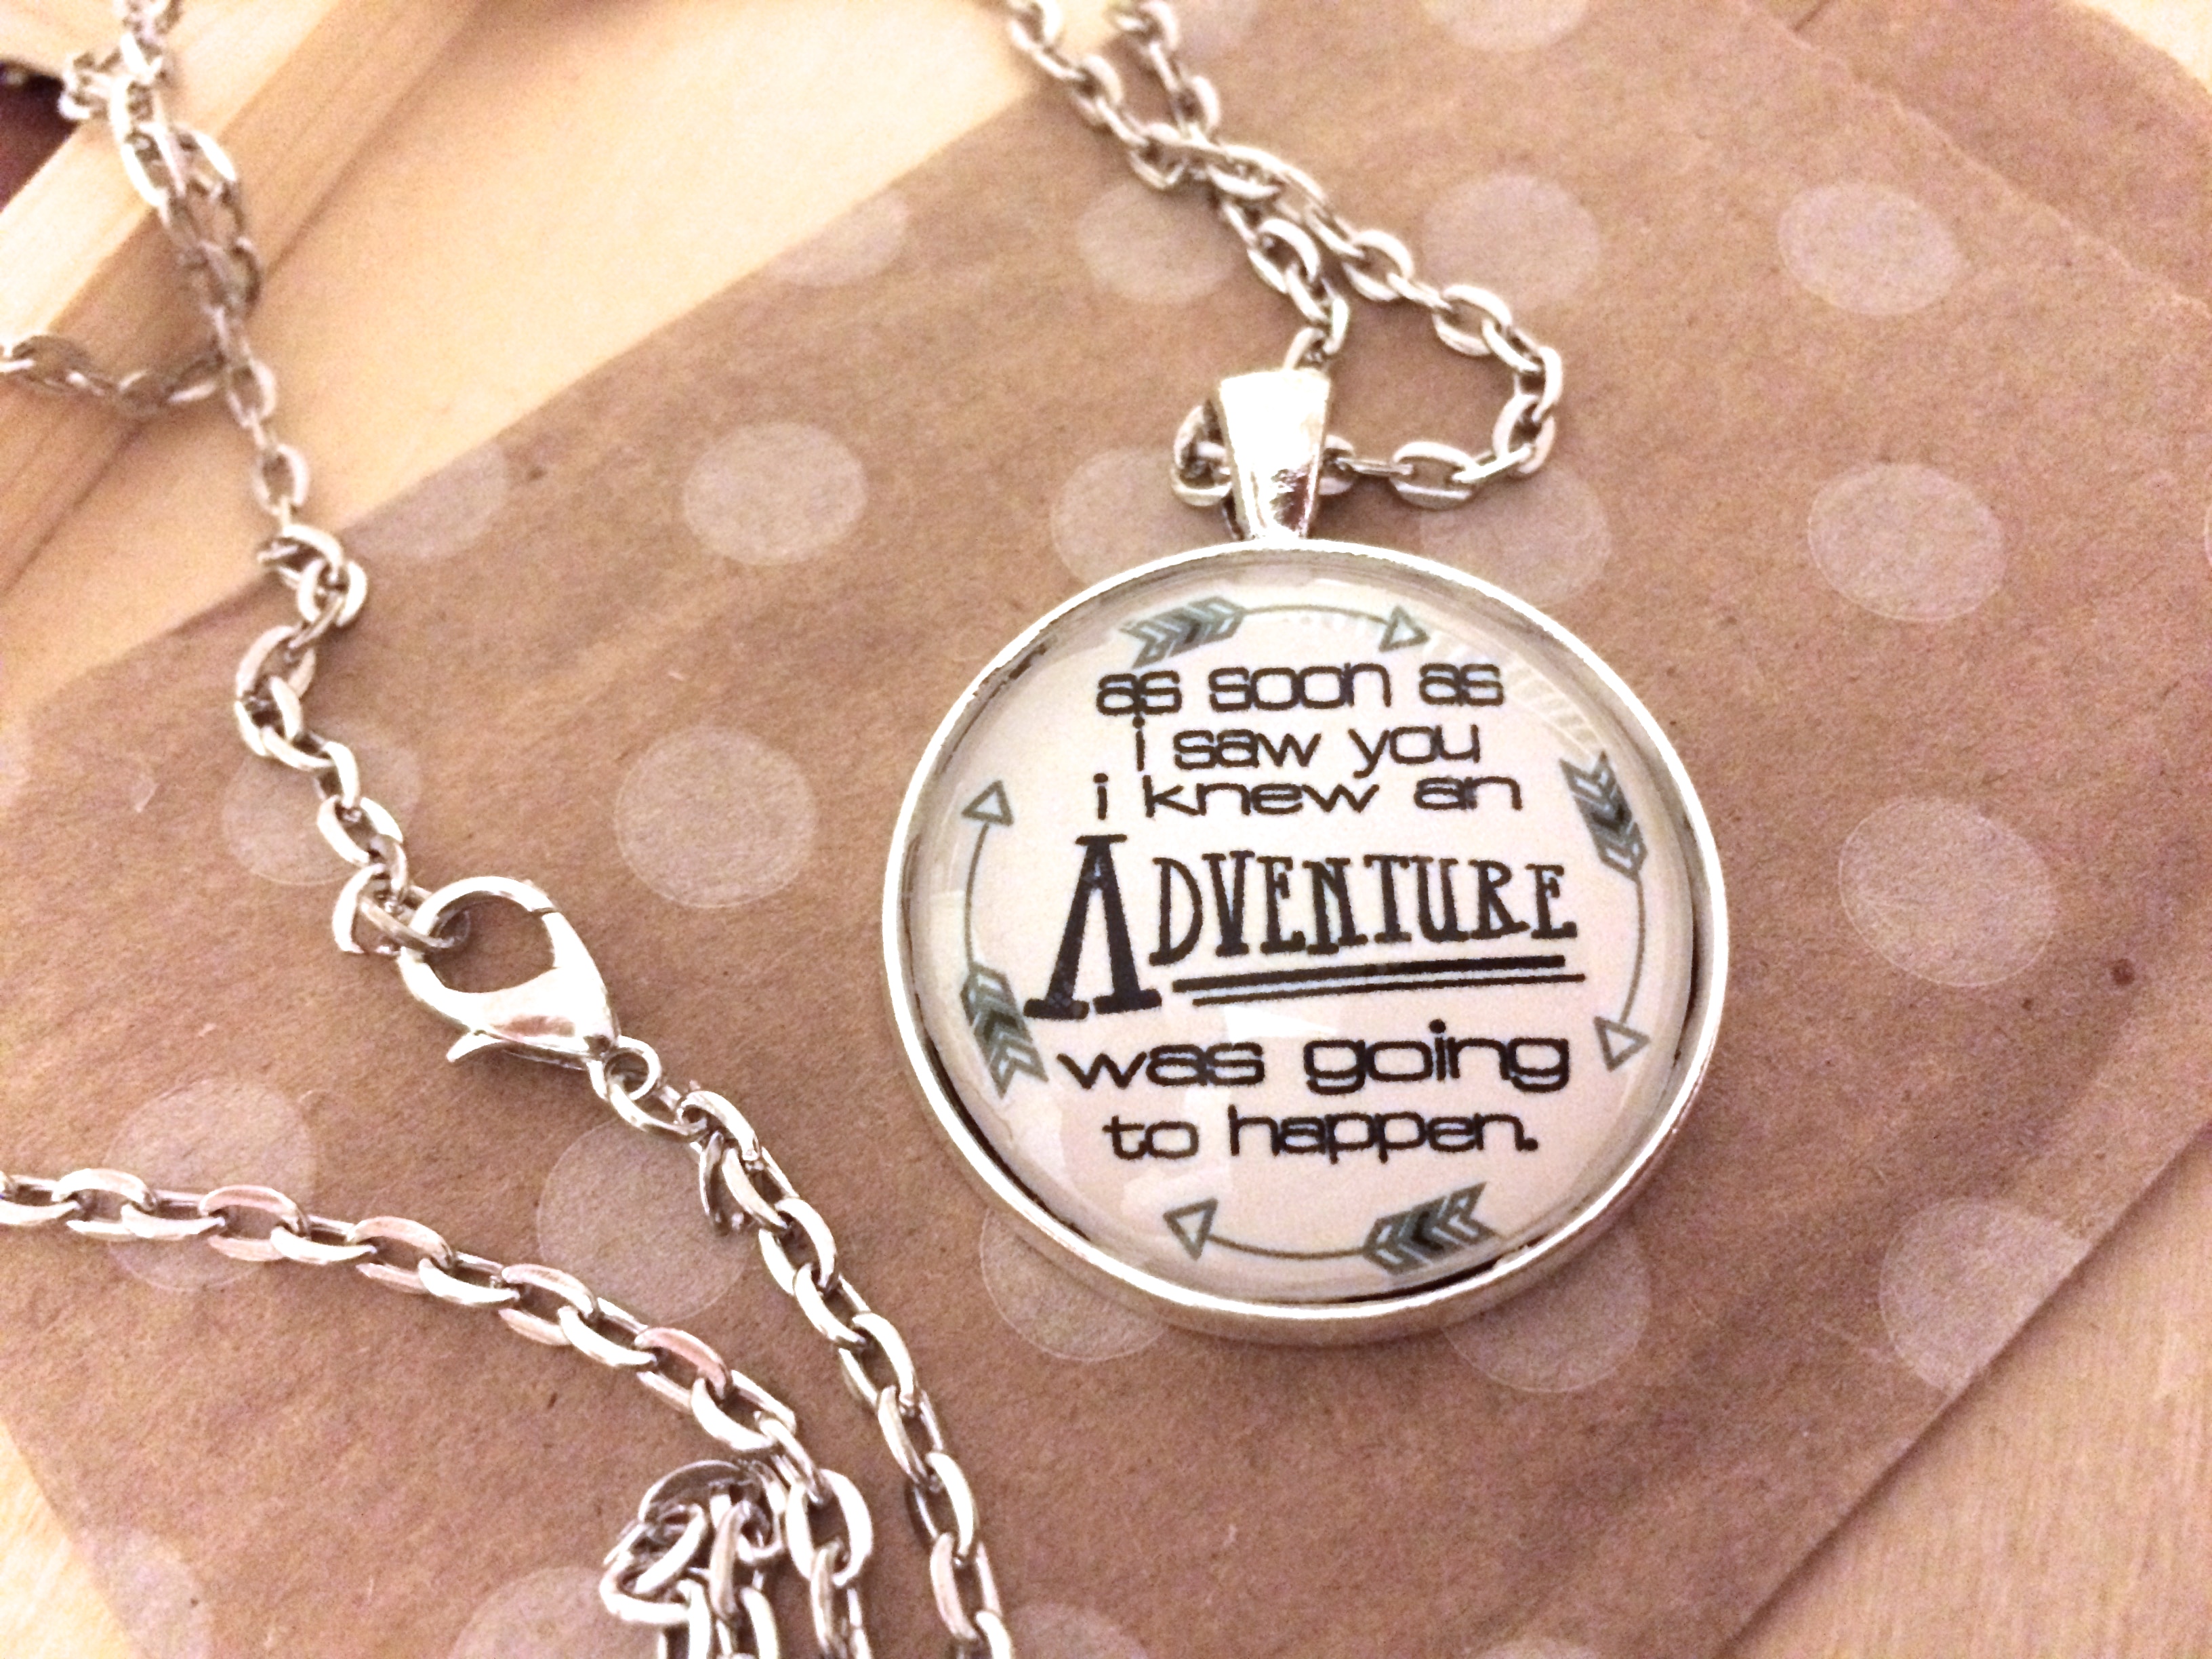 as soon as
i saw you
i knew an
ADVENTURE
was going
to happen.